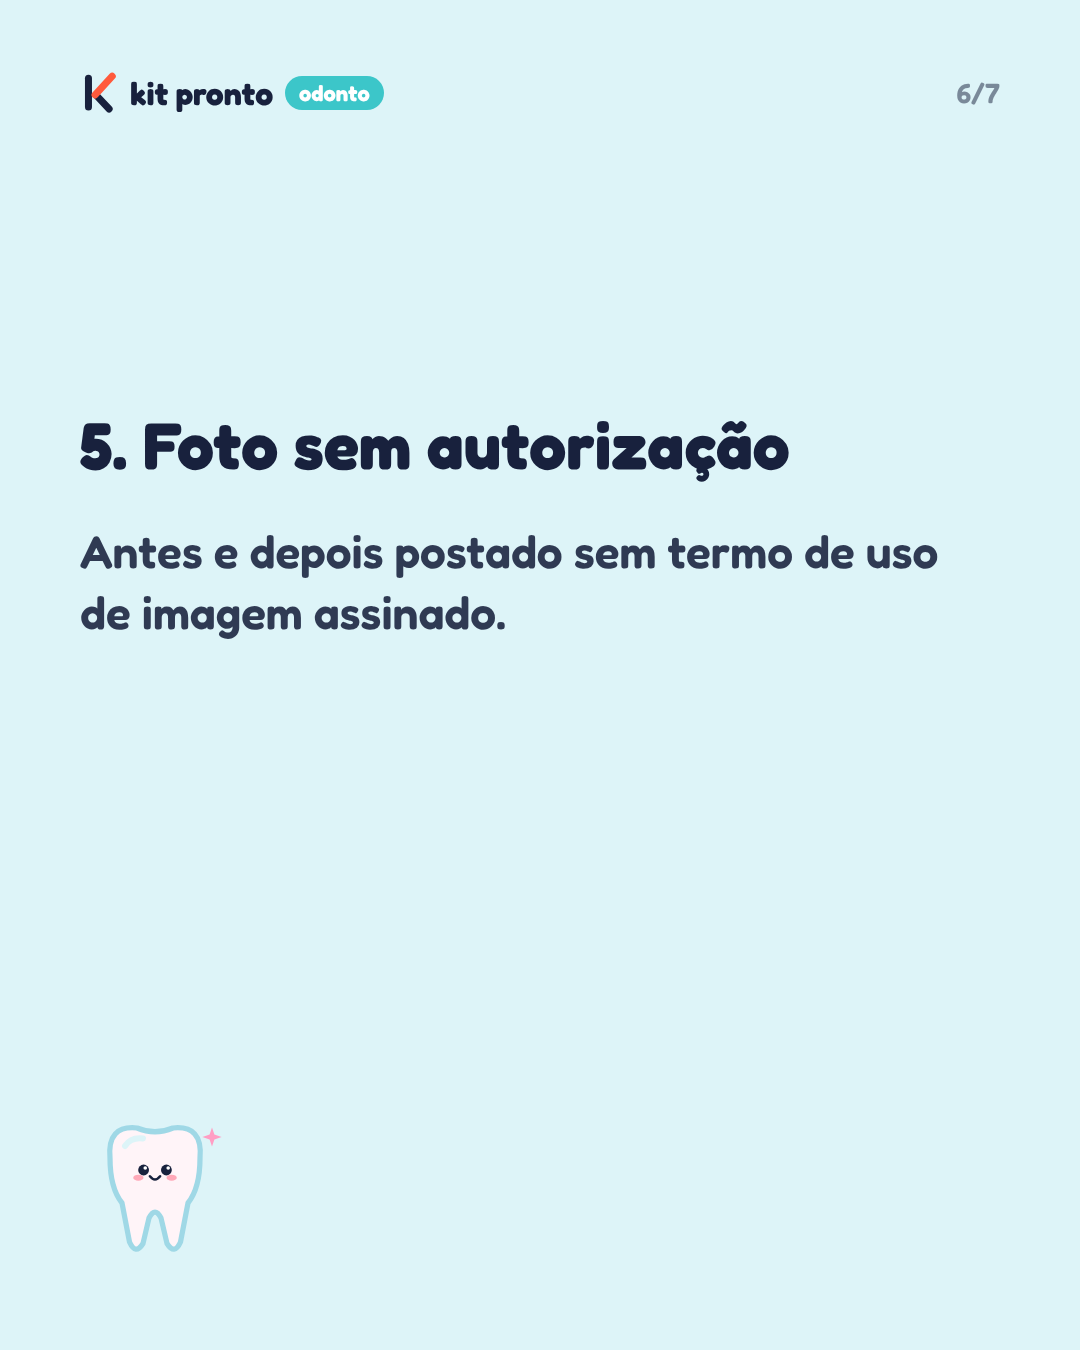 kit pronto odonto
6/7
5. Foto sem autorização
Antes e depois postado sem termo de uso
de imagem assinado.